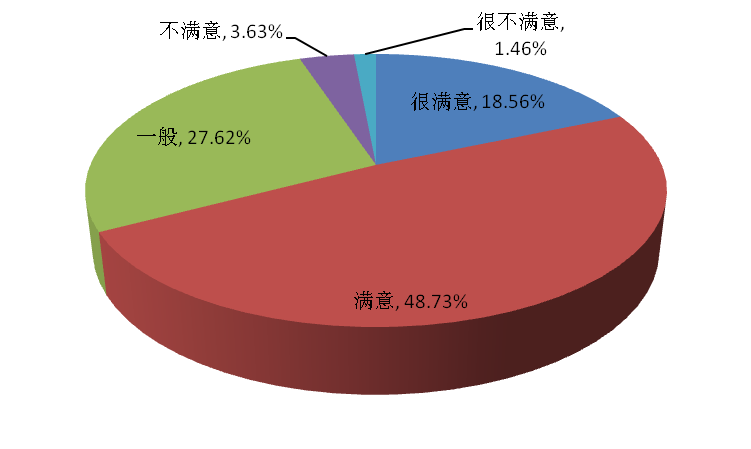 不满意, 3.63%
很不满意,
1.46%
很满意, 18.56%
一般, 27.62%
满意, 48.73%